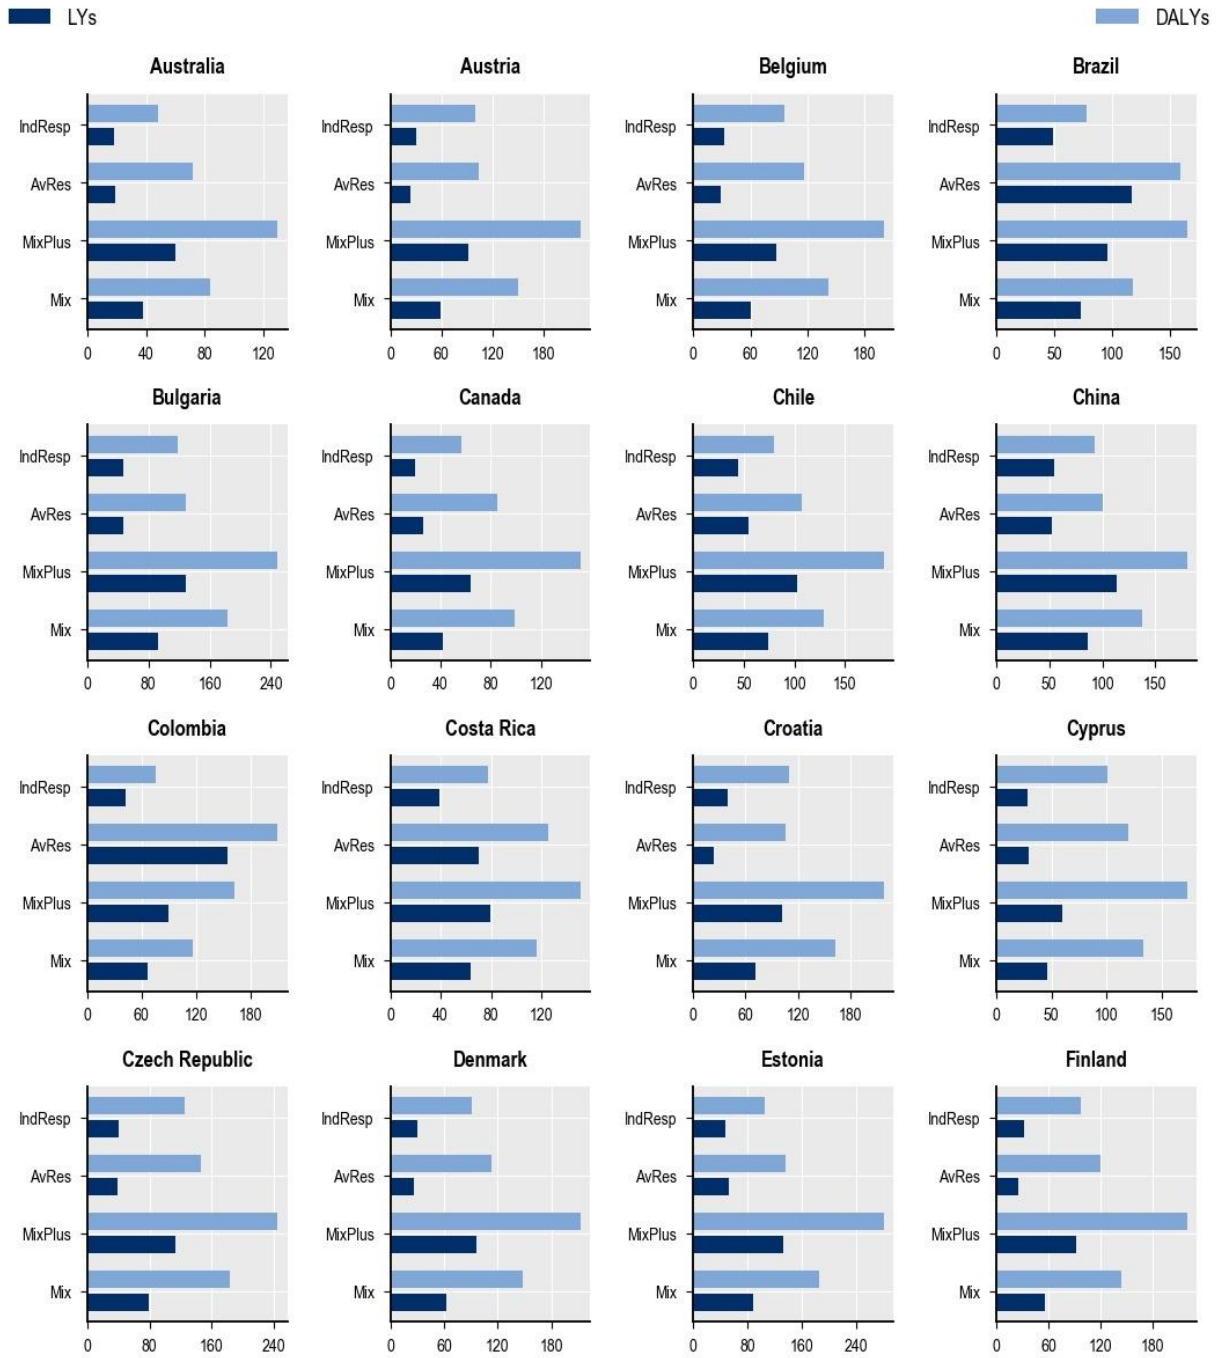 LYs DALYs
Australia Austria Belgium Brazil
IndResp IndResp IndResp IndResp
AvRes AvRes AvRes AvRes
MixPlus MixPlus MixPlus MixPlus
Mix Mix Mix Mix
0 40 80 120 0 60 120 180 0 60 120 180 0 50 100 150
Bulgaria Canada Chile China
IndResp IndResp IndResp IndResp
AvRes AvRes AvRes AvRes
MixPlus MixPlus MixPlus MixPlus
Mix Mix Mix Mix
0 80 160 240 0 40 80 120 0 50 100 150 0 50 100 150
Colombia Costa Rica Croatia Cyprus
IndResp IndResp IndResp IndResp
AvRes AvRes AvRes AvRes
MixPlus MixPlus MixPlus MixPlus
Mix Mix Mix Mix
0 60 120 180 0 40 80 120 0 60 120 180 0 50 100 150
Czech Republic Denmark Estonia Finland
IndResp IndResp IndResp IndResp
AvRes AvRes AvRes AvRes
MixPlus MixPlus MixPlus MixPlus
Mix Mix Mix Mix
0 80 160 240 0 60 120 180 0 80 160 240 0 60 120 180